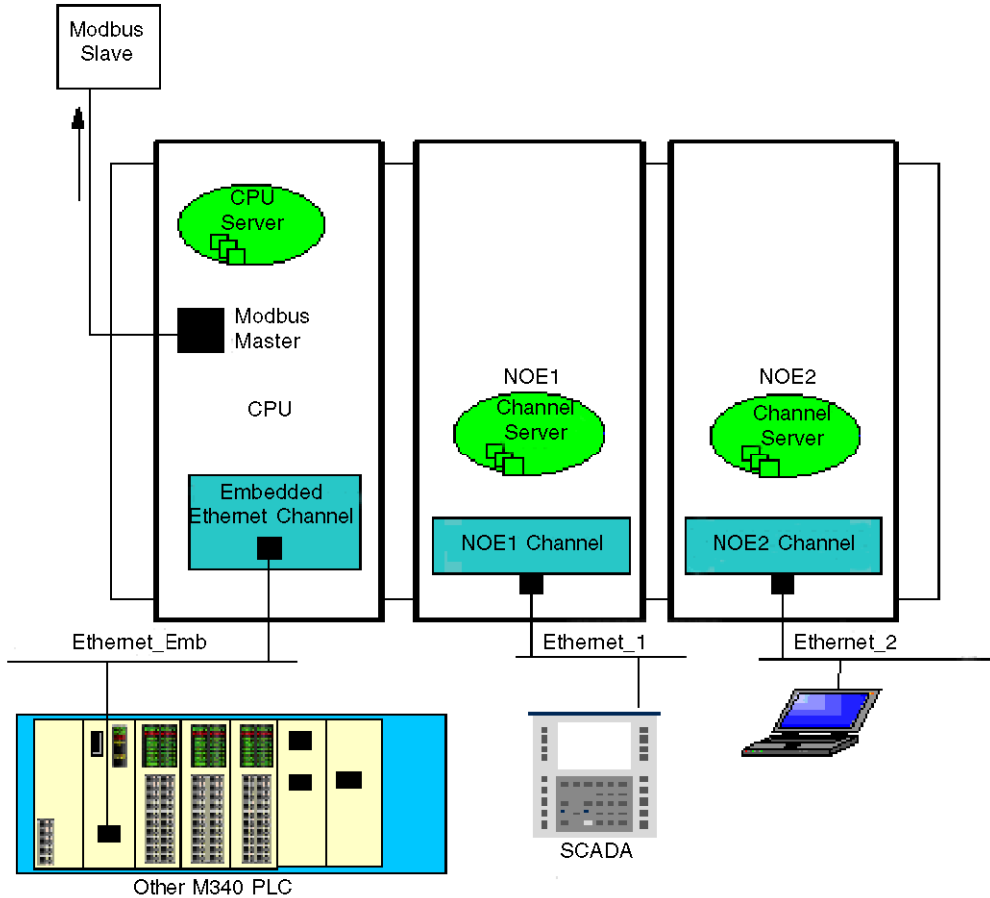 Modbus
Slave
CPU
Server
Modbus
Master
CPU
Embedded
Ethernet Channel
NOE1
Channel
Server
NOE1 Channel
NOE2
Channel
Server
NOE2 Channel
Ethernet_Emb
Ethernet_1
Ethernet_2
SCADA
Other M340 PLC